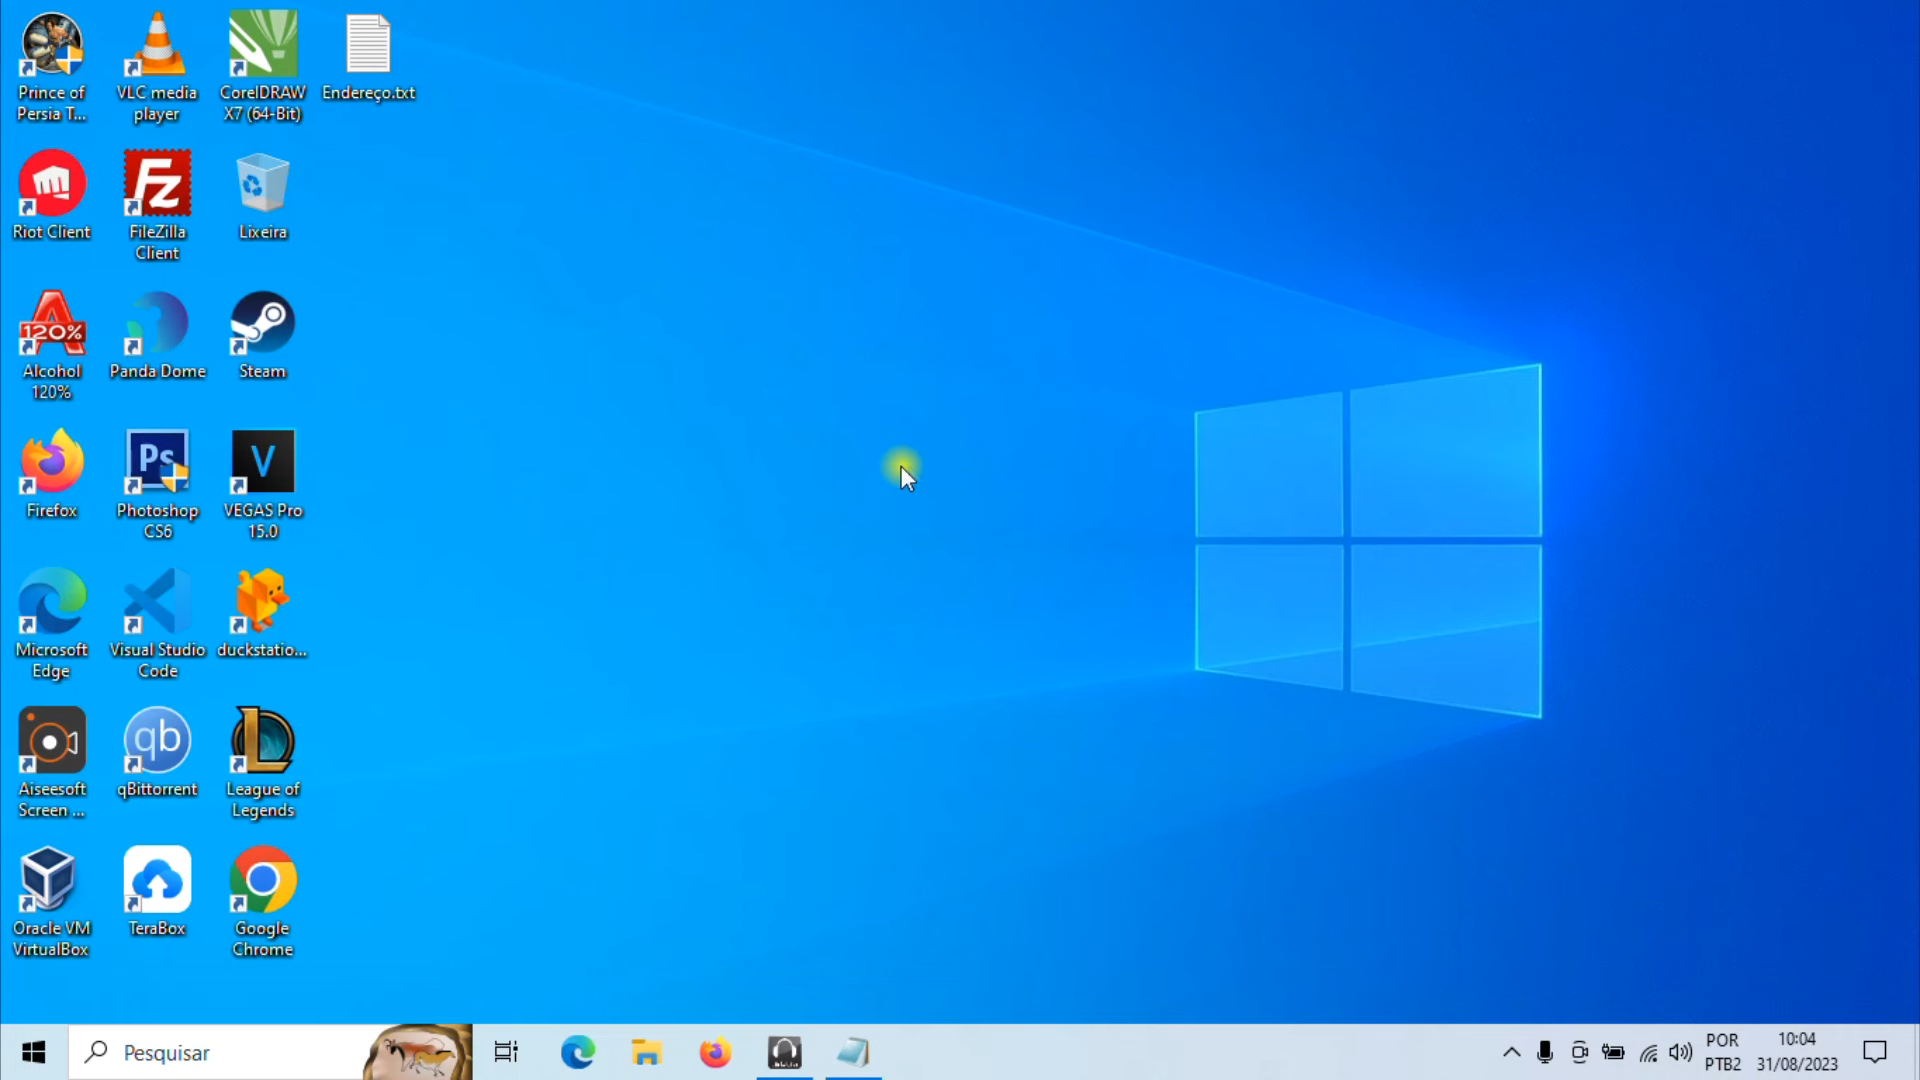 Prince of
Persia T...
VLC media
player
CorelDRAW
X7 (64-Bit)
Endereço.txt
Riot Client
Fz
FileZilla
Client
Lixeira
120%
Alcohol
120%
Panda Dome
Steam
Firefox
Ps
Photoshop
CS6
V
VEGAS Pro
15.0
Microsoft
Edge
Visual Studio
Code
duckstatio...
Aiseesoft
Screen ...
qb
qBittorrent
L
League of
Legends
Oracle VM
VirtualBox
TeraBox
Google
Chrome
Pesquisar
POR
PTB2
10:04
31/08/2023